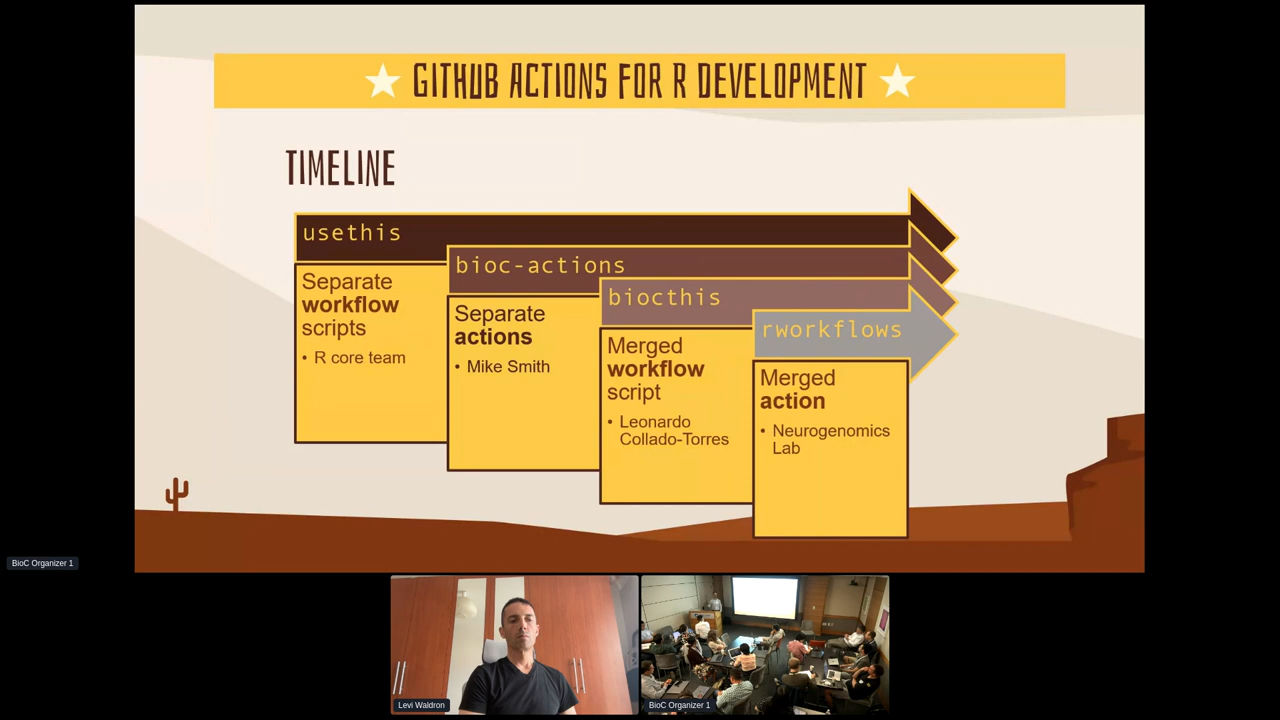 GITHUB ACTIONS FOR R DEVELOPMENT
TIMELINE
usethis
Separate
workflow
scripts
• R core team
bioc-actions
Separate
actions
• Mike Smith
biocthis
Merged
workflow
script
• Leonardo
Collado-Torres
rworkflows
Merged
action
• Neurogenomics
Lab
BioC Organizer 1
Levi Waldron
BioC Organizer 1